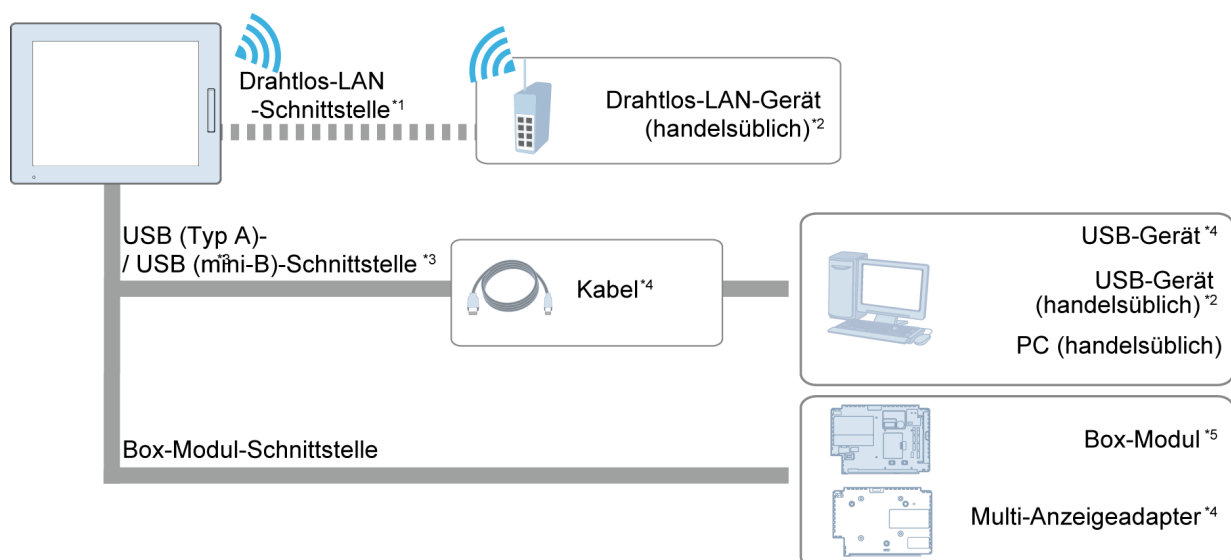 Drahtlos-LAN
-Schnittstelle*1
Drahtlos-LAN-Gerät
(handelsüblich)*2
USB (Typ A)-
*3
/ USB (mini-B)-Schnittstelle *3
Kabel*4
USB-Gerät*4
USB-Gerät
(handelsüblich)*2
PC (handelsüblich)
Box-Modul-Schnittstelle
Box-Modul*5
Multi-Anzeigeadapter*4